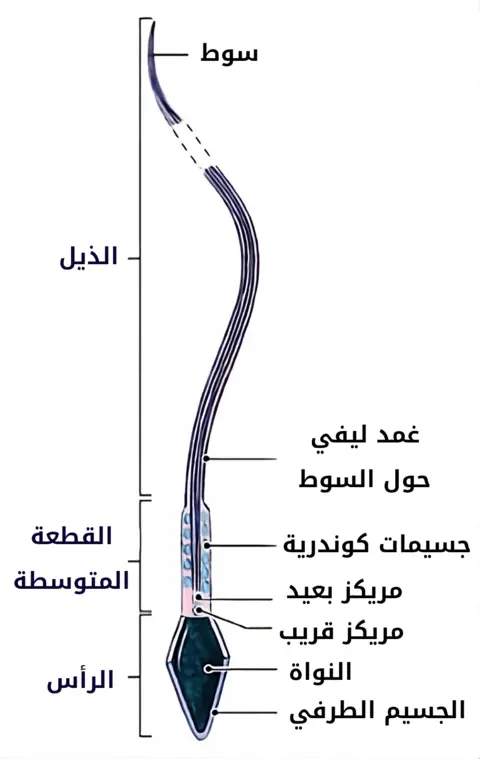 سوط
الذيل
غمد ليفي
حول السوط
القطعة
المتوسطة
جسيمات كوندرية
مريكز بعيد
مريكز قريب
النواة
الرأس
الجسيم الطرفي